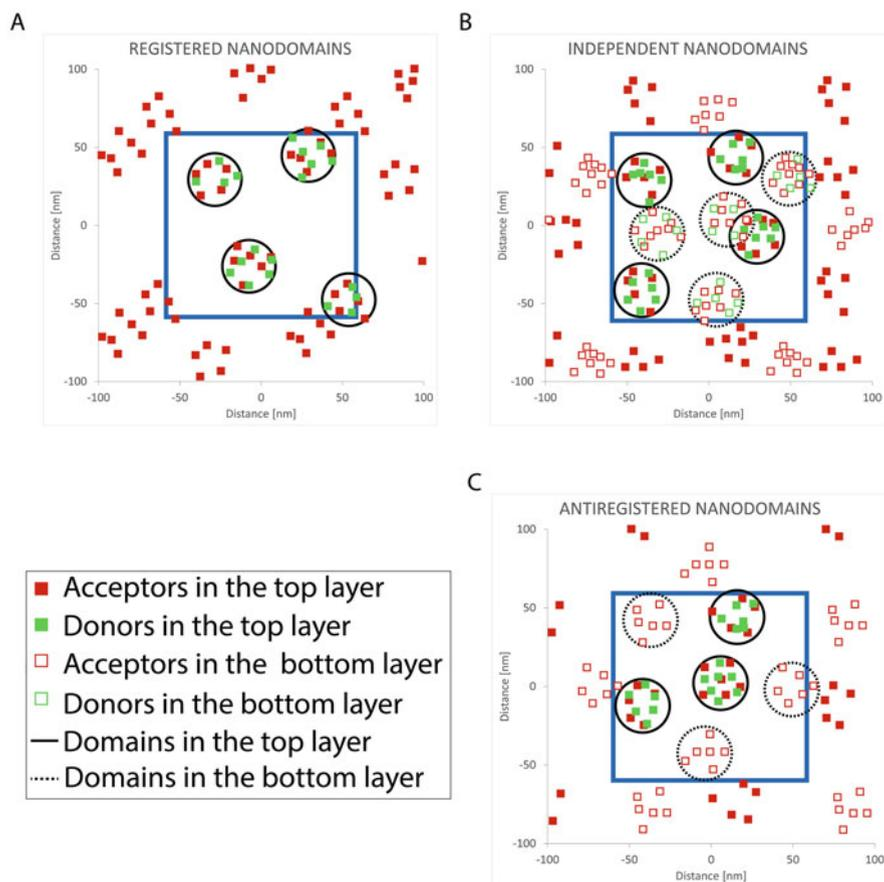 A
REGISTERED NANODOMAINS
100
50
0
-50
-100
Distance [nm]
-100
-50
0
50
100
Distance [nm]
B
INDEPENDENT NANODOMAINS
100
50
0
-50
-100
Distance [nm]
-100
-50
0
50
100
Distance [nm]
Acceptors in the top layer
Donors in the top layer
Acceptors in the bottom layer
Donors in the bottom layer
Domains in the top layer
Domains in the bottom layer
C
ANTIREGISTERED NANODOMAINS
100
50
0
-50
-100
Distance [nm]
-100
-50
0
50
100
Distance [nm]